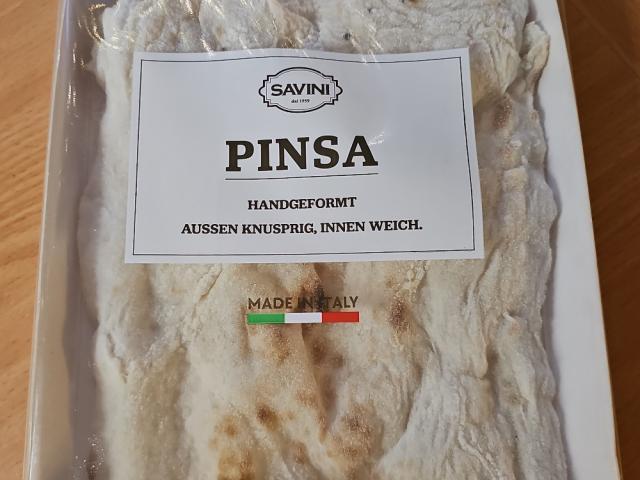 SAVINI
dal 1959
PINSA
HANDGEFORMT
AUSSEN KNUSPRIG, INNEN WEICH.
MADE IN ITALY